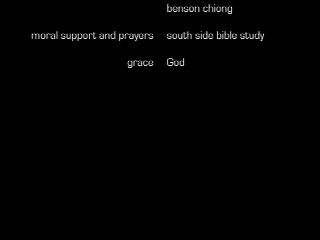 benson chiong
moral support and prayers south side bible study
grace God